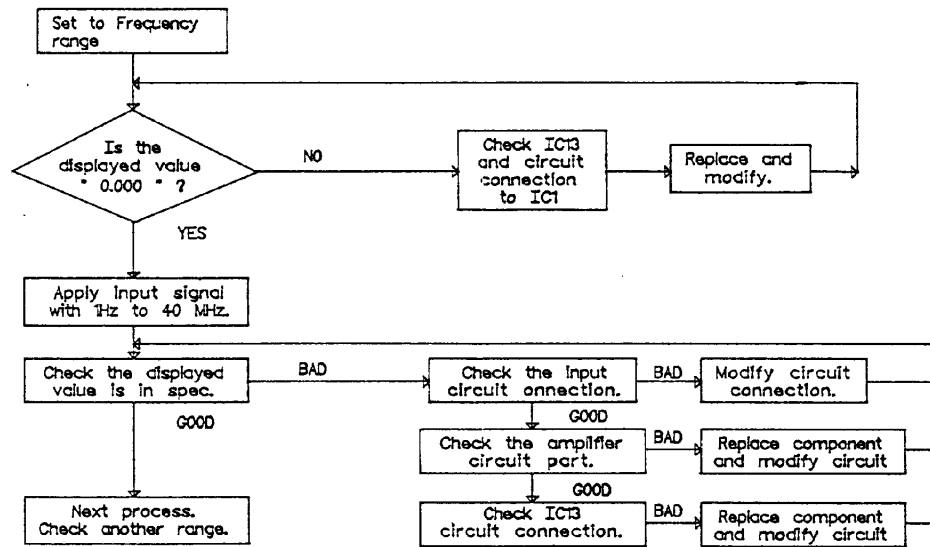 Set to Frequency
range
Is the
displayed value
" 0.000 " ?
NO
Check IC13
and circuit
connection
to IC1
Replace and
modify.
YES
Apply Input signal
with 1Hz to 40 MHz.
Check the displayed
value is in spec.
BAD
Check the input
circuit onnection.
BAD
Modify circuit
connection.
GOOD
GOOD
Check the amplifier
circuit part.
BAD
Replace component
and modify circuit
GOOD
Next process.
Check another range.
Check IC13
circuit connection.
BAD
Replace component
and modify circuit